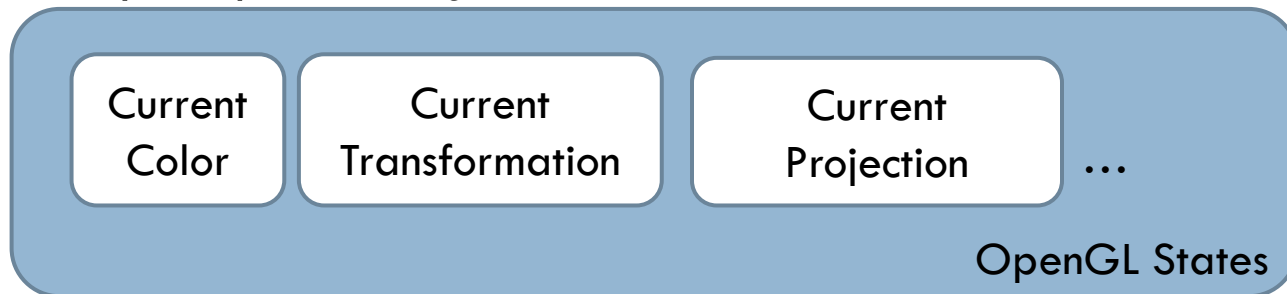 Current
Color
Current
Transformation
Current
Projection
...
OpenGL States